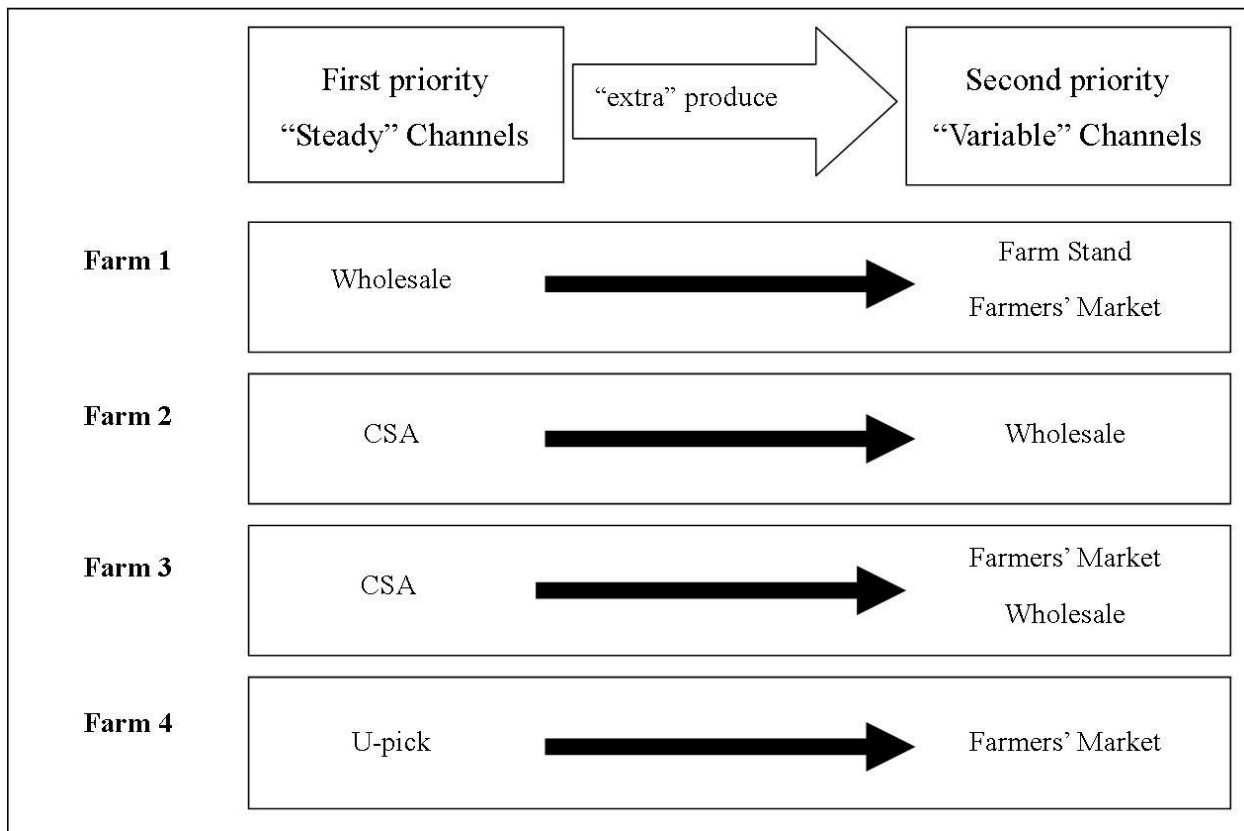 First priority
“Steady” Channels
“extra” produce
Second priority
“Variable” Channels
Farm 1
Wholesale
Farm Stand
Farmers’ Market
Farm 2
CSA
Wholesale
Farm 3
CSA
Farmers’ Market
Wholesale
Farm 4
U-pick
Farmers’ Market